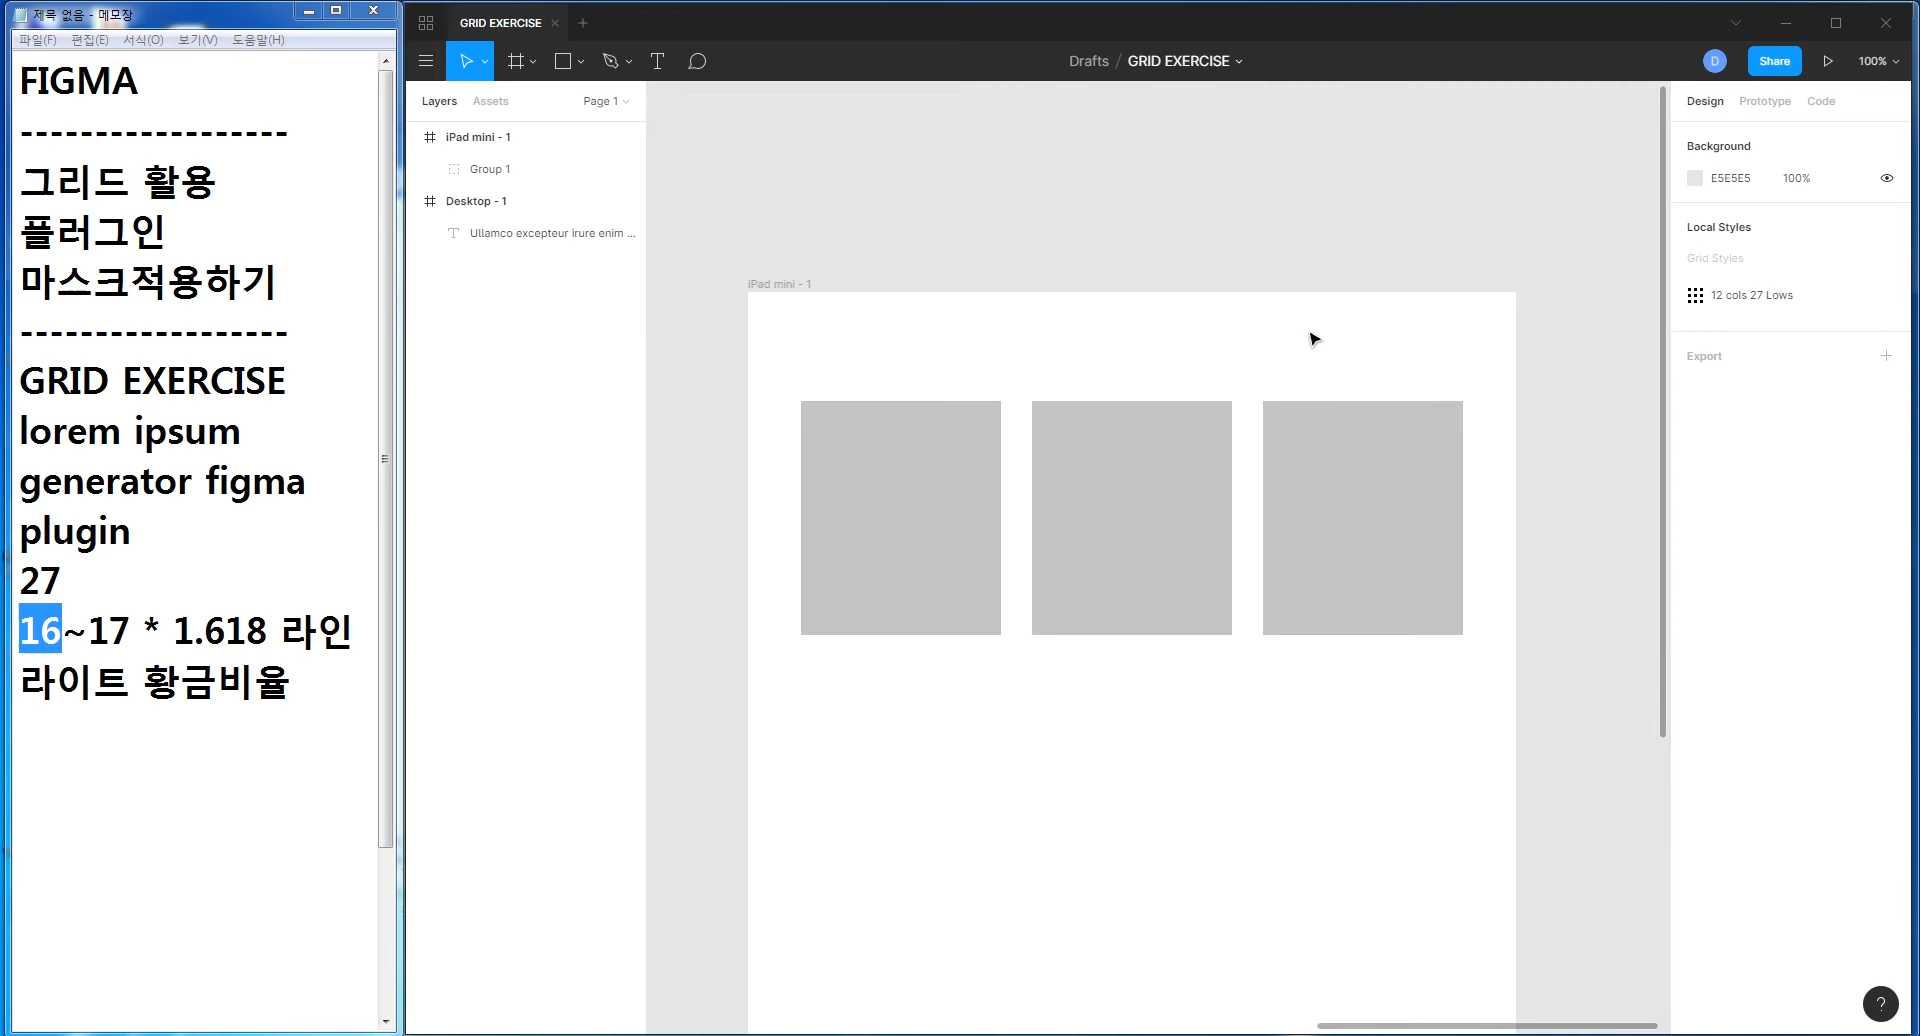 제목 없음 - 메모장
파일(F) 편집(E) 서식(O) 보기(V) 도움말(H)
FIGMA
------------------
그리드 활용
플러그인
마스크적용하기
------------------
GRID EXERCISE
lorem ipsum
generator figma
plugin
27
16~17 * 1.618 라인
라이트 황금비율
GRID EXERCISE
Drafts / GRID EXERCISE
D
Share
100%
Layers Assets Page 1
iPad mini - 1
Group 1
Desktop - 1
T Ullamco excepteur irure enim ...
iPad mini - 1
Design Prototype Code
Background
E5E5E5 100%
Local Styles
Grid Styles
12 cols 27 Lows
Export
?